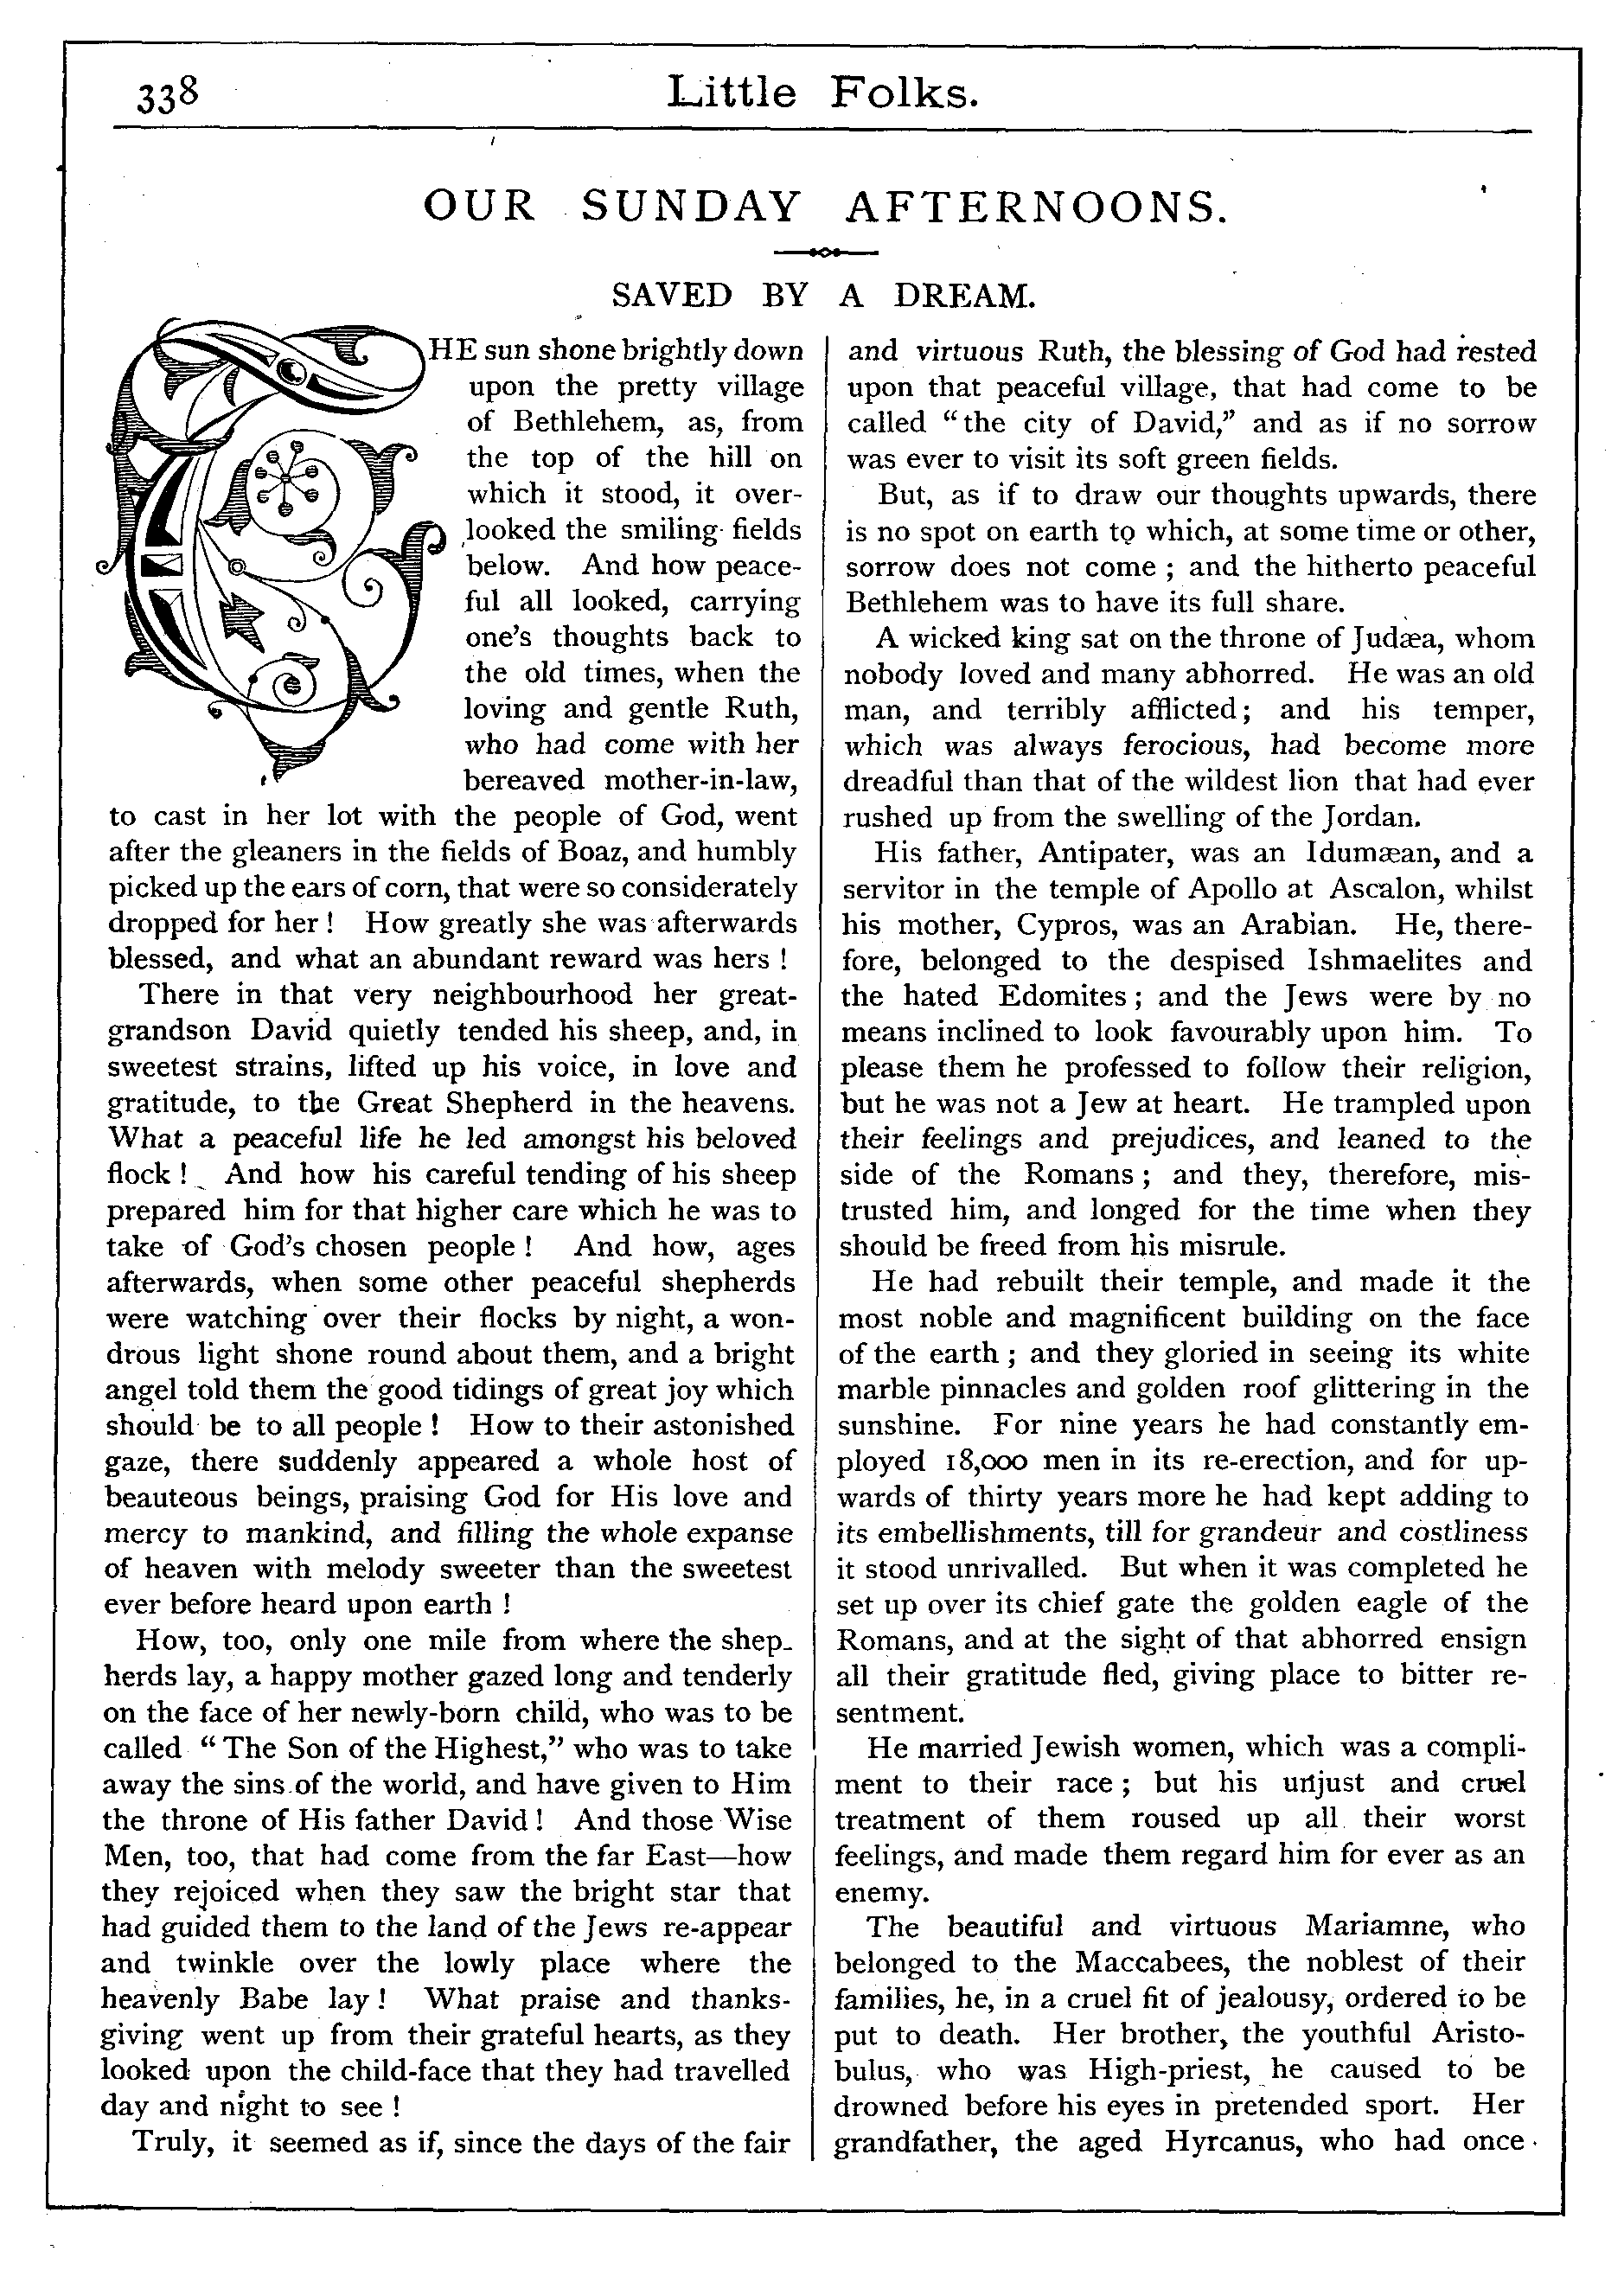 338
Little Folks.
OUR SUNDAY AFTERNOONS.
SAVED BY A DREAM.
THE sun shone brightly down
upon the pretty village
of Bethlehem, as, from
the top of the hill on
which it stood, it over-
looked the smiling fields
below. And how peace-
ful all looked, carrying
one's thoughts back to
the old times, when the
loving and gentle Ruth,
who had come with her
bereaved mother-in-law,
to cast in her lot with the people of God, went
after the gleaners in the fields of Boaz, and humbly
picked up the ears of corn, that were so considerately
dropped for her! How greatly she was afterwards
blessed, and what an abundant reward was hers!
There in that very neighbourhood her great-
grandson David quietly tended his sheep, and, in
sweetest strains, lifted up his voice, in love and
gratitude, to the Great Shepherd in the heavens.
What a peaceful life he led amongst his beloved
flock! And how his careful tending of his sheep
prepared him for that higher care which he was to
take of God's chosen people! And how, ages
afterwards, when some other peaceful shepherds
were watching over their flocks by night, a won-
drous light shone round about them, and a bright
angel told them the good tidings of great joy which
should be to all people! How to their astonished
gaze, there suddenly appeared a whole host of
beauteous beings, praising God for His love and
mercy to mankind, and filling the whole expanse
of heaven with melody sweeter than the sweetest
ever before heard upon earth!
How, too, only one mile from where the shep-
herds lay, a happy mother gazed long and tenderly
on the face of her newly-born child, who was to be
called "The Son of the Highest," who was to take
away the sins of the world, and have given to Him
the throne of His father David! And those Wise
Men, too, that had come from the far East—how
they rejoiced when they saw the bright star that
had guided them to the land of the Jews re-appear
and twinkle over the lowly place where the
heavenly Babe lay! What praise and thanks-
giving went up from their grateful hearts, as they
looked upon the child-face that they had travelled
day and night to see!
Truly, it seemed as if, since the days of the fair
and virtuous Ruth, the blessing of God had rested
upon that peaceful village, that had come to be
called "the city of David," and as if no sorrow
was ever to visit its soft green fields.
But, as if to draw our thoughts upwards, there
is no spot on earth to which, at some time or other,
sorrow does not come; and the hitherto peaceful
Bethlehem was to have its full share.
A wicked king sat on the throne of Judæa, whom
nobody loved and many abhorred. He was an old
man, and terribly afflicted; and his temper,
which was always ferocious, had become more
dreadful than that of the wildest lion that had ever
rushed up from the swelling of the Jordan.
His father, Antipater, was an Idumæan, and a
servitor in the temple of Apollo at Ascalon, whilst
his mother, Cypros, was an Arabian. He, there-
fore, belonged to the despised Ishmaelites and
the hated Edomites; and the Jews were by no
means inclined to look favourably upon him. To
please them he professed to follow their religion,
but he was not a Jew at heart. He trampled upon
their feelings and prejudices, and leaned to the
side of the Romans; and they, therefore, mis-
trusted him, and longed for the time when they
should be freed from his misrule.
He had rebuilt their temple, and made it the
most noble and magnificent building on the face
of the earth; and they gloried in seeing its white
marble pinnacles and golden roof glittering in the
sunshine. For nine years he had constantly em-
ployed 18,000 men in its re-erection, and for up-
wards of thirty years more he had kept adding to
its embellishments, till for grandeur and costliness
it stood unrivalled. But when it was completed he
set up over its chief gate the golden eagle of the
Romans, and at the sight of that abhorred ensign
all their gratitude fled, giving place to bitter re-
sentment.
He married Jewish women, which was a compli-
ment to their race; but his unjust and cruel
treatment of them roused up all their worst
feelings, and made them regard him for ever as an
enemy.
The beautiful and virtuous Mariamne, who
belonged to the Maccabees, the noblest of their
families, he, in a cruel fit of jealousy, ordered to be
put to death. Her brother, the youthful Aristo-
bulus, who was High-priest, he caused to be
drowned before his eyes in pretended sport. Her
grandfather, the aged Hyrcanus, who had once